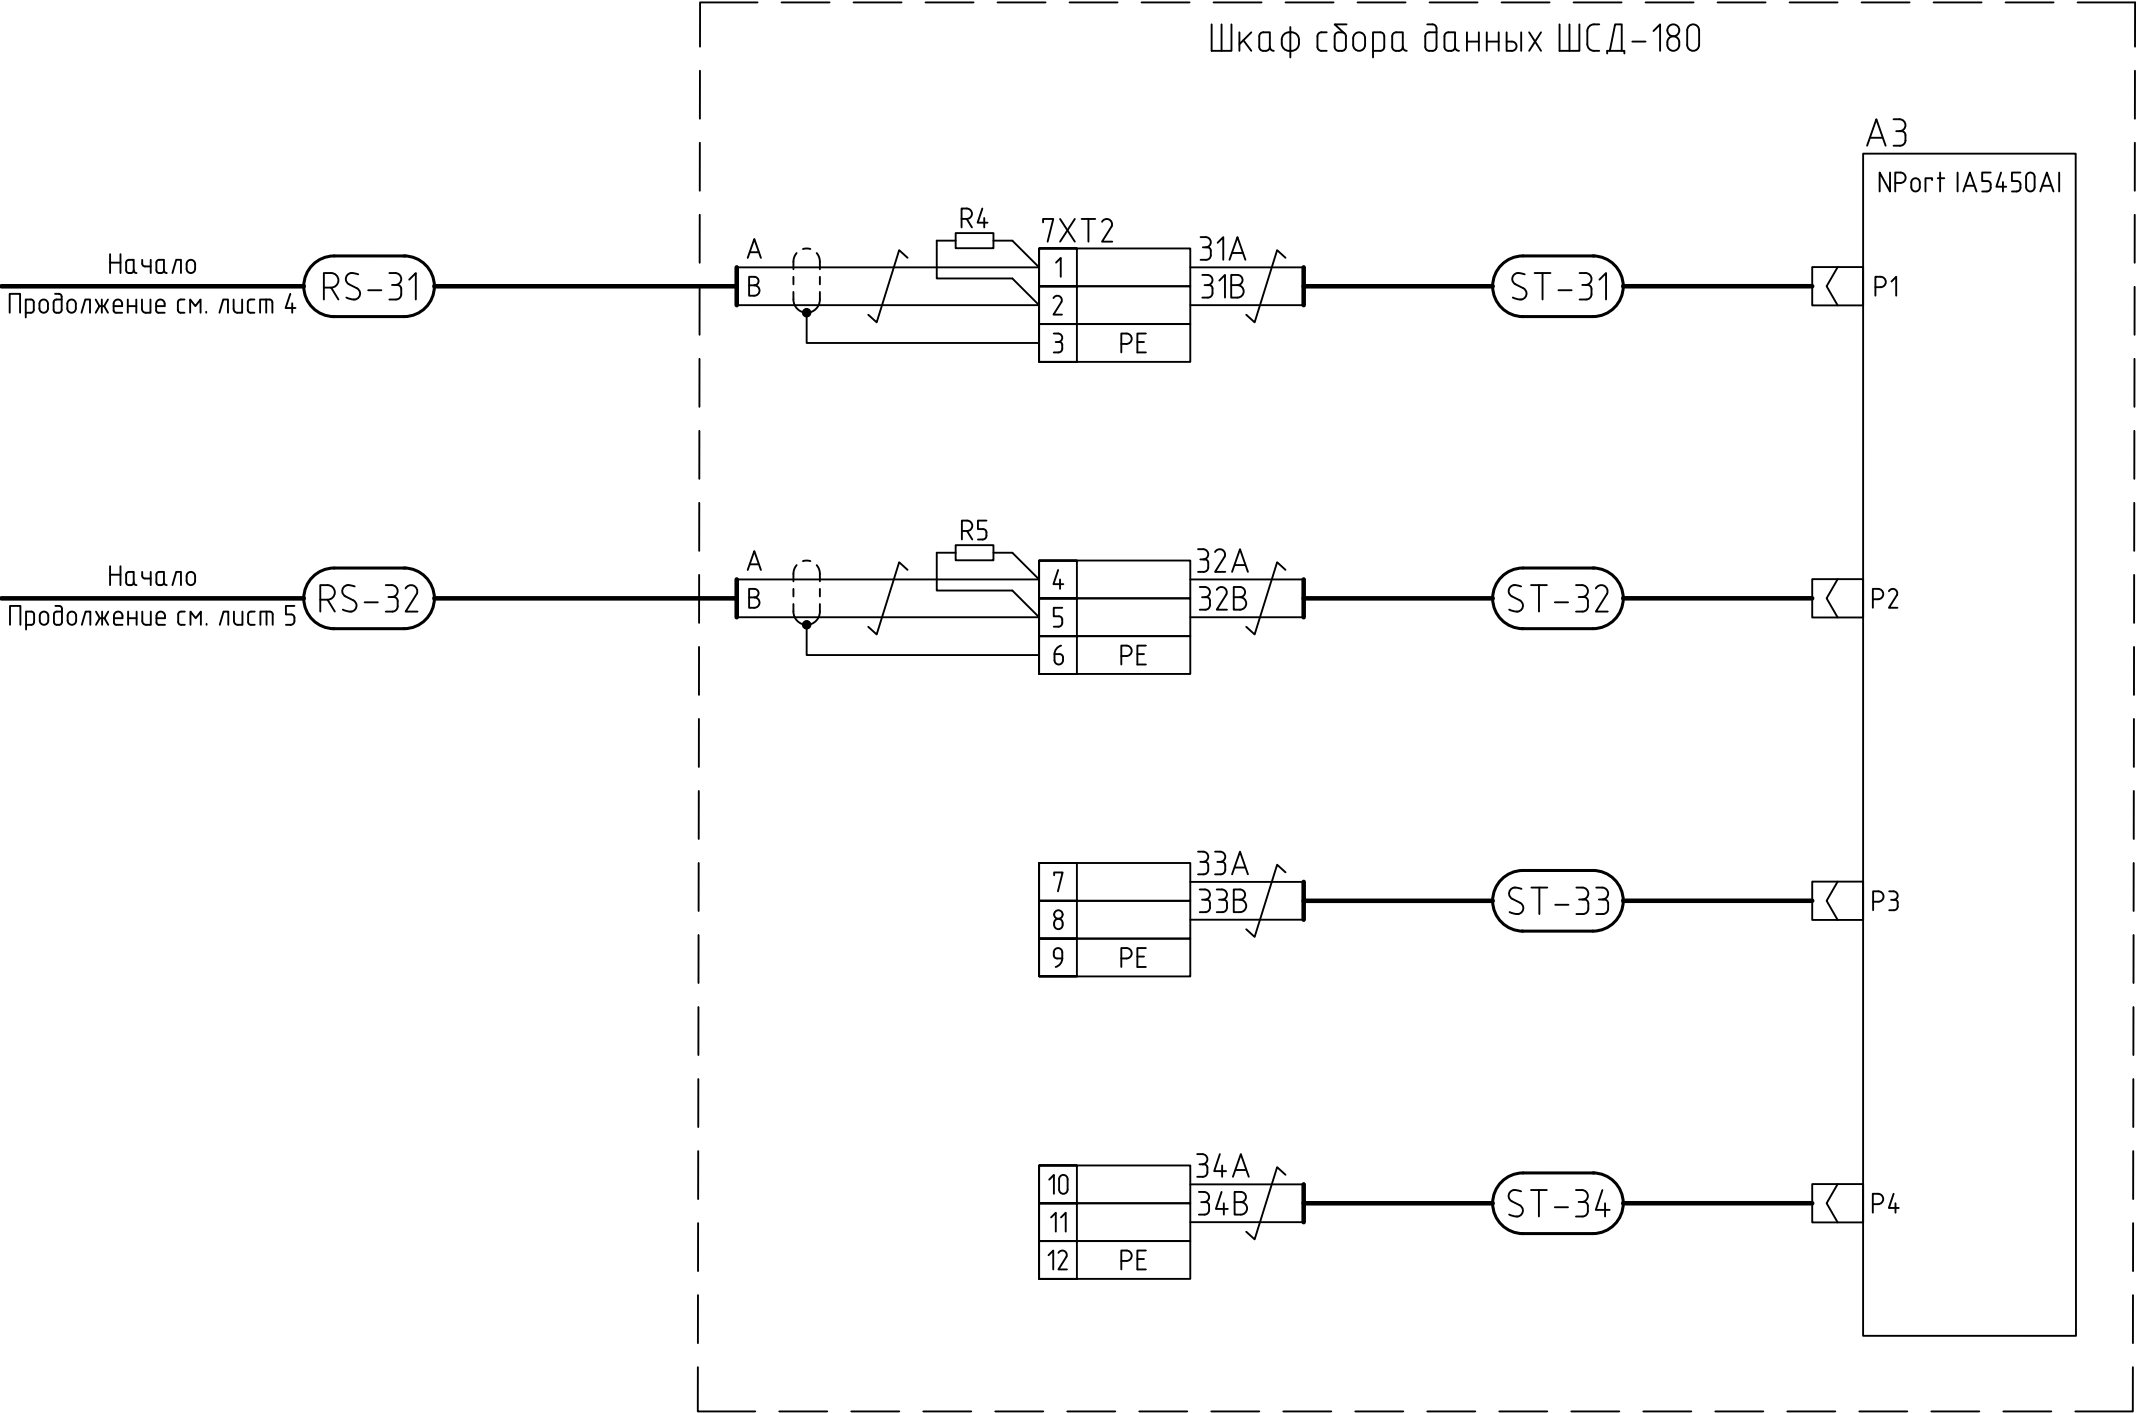 Шкаф сбора данных ШСД-180
А3
NPort IA5450AI
Начало
RS-31
Продолжение см. лист 4
A
B
R4
7XT2
1
2
3 PE
31A
31B
ST-31
P1
Начало
RS-32
Продолжение см. лист 5
A
B
R5
4
5
6 PE
32A
32B
ST-32
P2
7
8
9 PE
33A
33B
ST-33
P3
10
11
12 PE
34A
34B
ST-34
P4